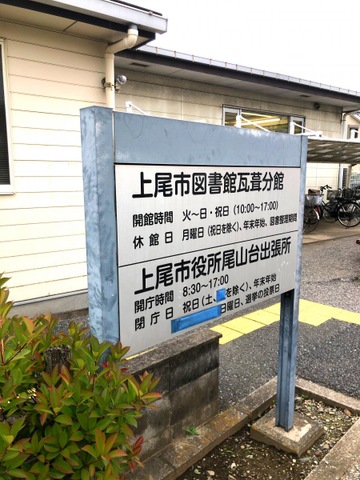 上尾市図書館瓦葺分館
開館時間 火～日・祝日(10:00～17:00)
休館日 月曜日(祝日を除く)、年末年始、図書整理期間
上尾市役所尾山台出張所
開庁時間 8:30～17:00
閉庁日 祝日(土、を除く)、年末年始
日曜日、選挙の投票日